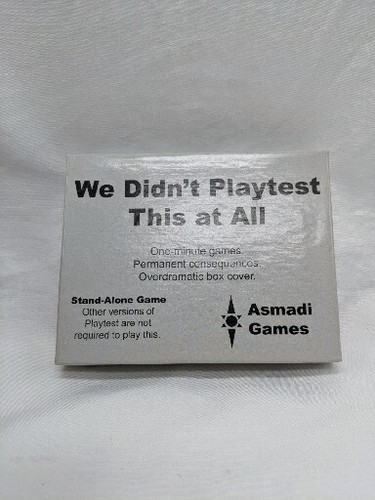 We Didn't Playtest
This at All
One-minute games.
Permanent consequences.
Overdramatic box cover.
Stand-Alone Game
Other versions of
Playtest are not
required to play this.
Asmadi
Games